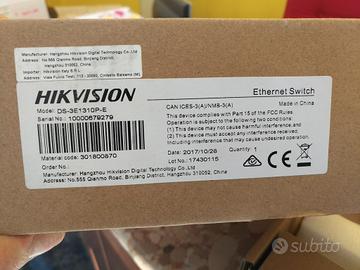 Manufacturer: Hangzhou Hikvision Digital Technology Co.,Ltd
No.555 Qianmo Road, Binjiang District, Hangzhou 310052,
China
Importer: Hikvision Italy S.R.L.
HIKVISION
Ethernet Switch
Model: DS-3E1310P-E
Serial No.: 10000679279
CAN ICES-3(A)/NMB-3(A)
This device complies with Part 15 of the FCC Rules.
Operation is subject to the following two conditions:
(1) this device may not cause harmful interference
(2) this device must accept any interference
received, including interference that may cause
undesired operation
Material: 301800870
Date: 2017/10/28 Quantity: 1
Order No.:
Lot No.: 17430115
Manufacturer: Hangzhou Hikvision Digital Technology Co., Ltd.
Address: No.555 Qianmo Road, Binjiang District, Hangzhou 310052, China
Made in China
subito